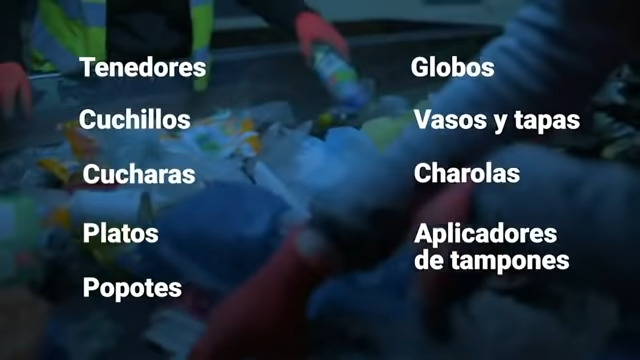 Tenedores
Cuchillos
Cucharas
Platos
Popotes
Globos
Vasos y tapas
Charolas
Aplicadores
de tampones